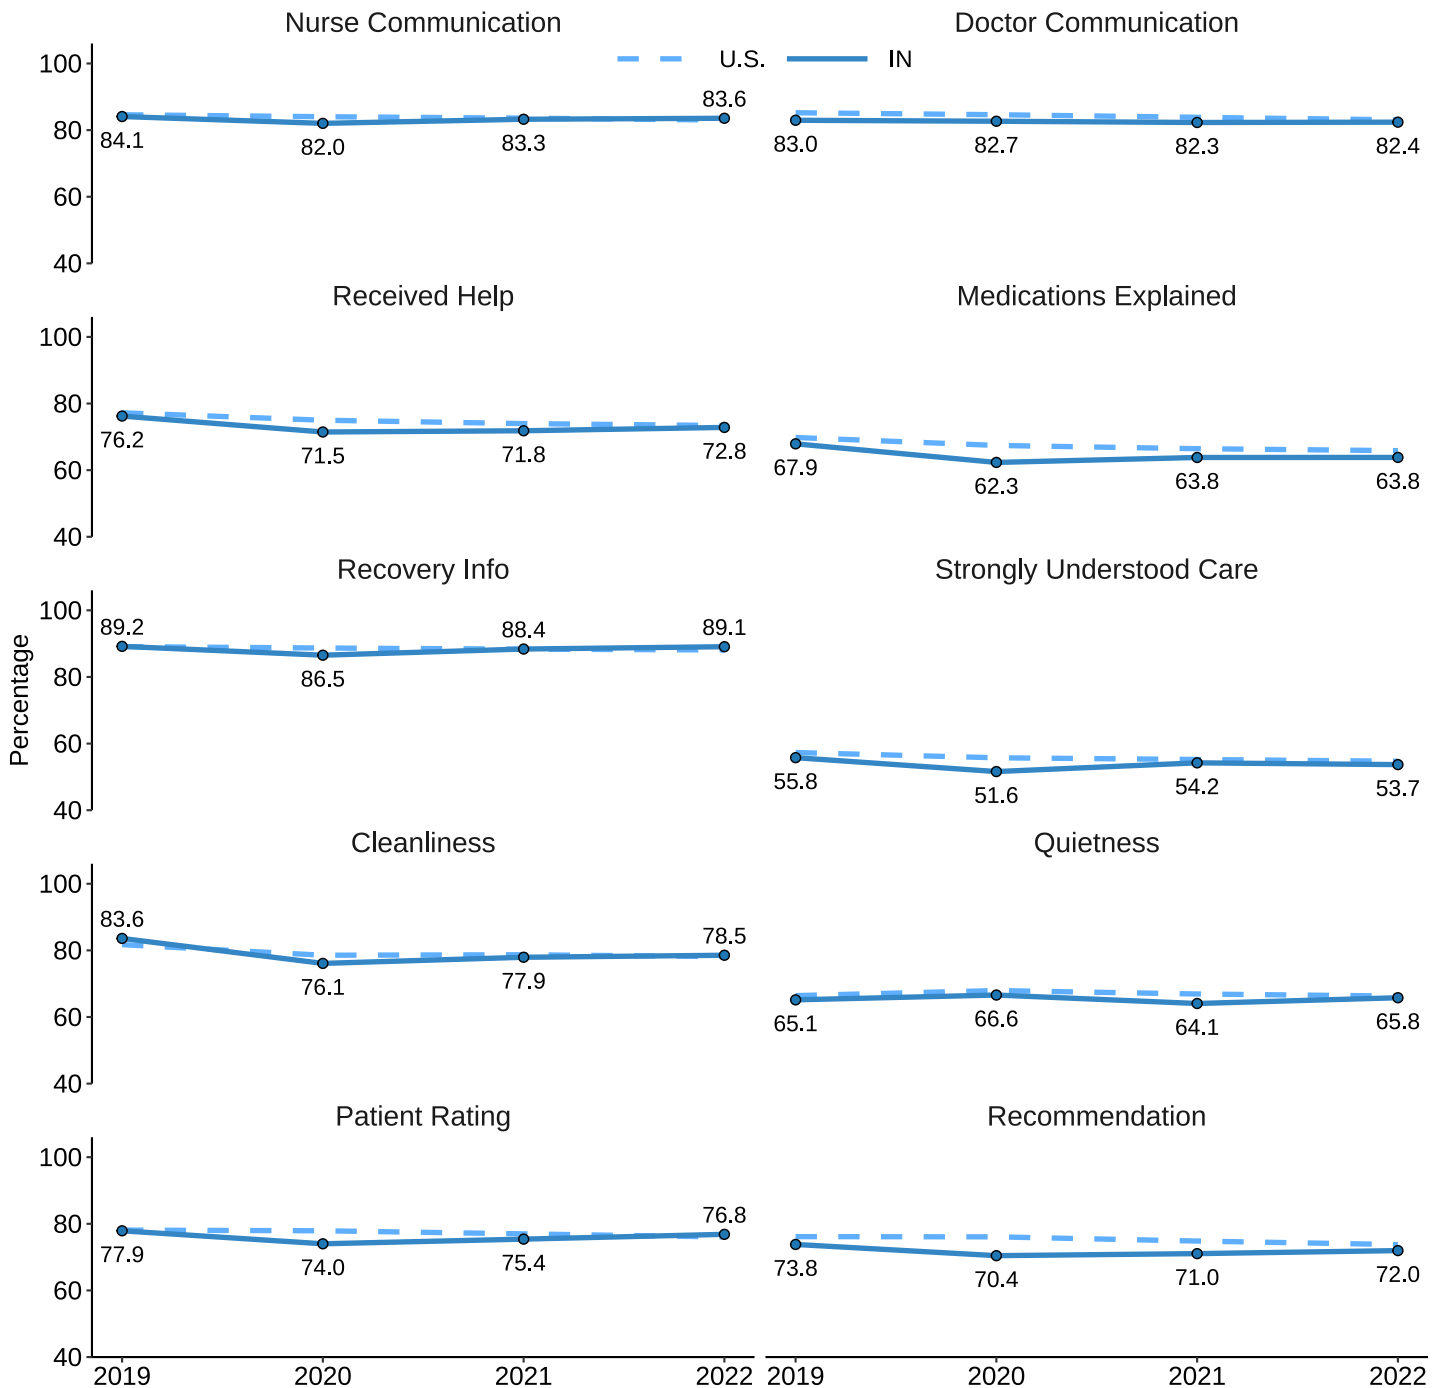 Nurse Communication
Doctor Communication
U.S. IN
100
80
60
40
84.1 82.0 83.3 83.6
83.0 82.7 82.3 82.4
Received Help
Medications Explained
100
80
60
40
76.2 71.5 71.8 72.8
67.9 62.3 63.8 63.8
Recovery Info
Strongly Understood Care
100
80
60
40
89.2 86.5 88.4 89.1
55.8 51.6 54.2 53.7
Percentage
Cleanliness
Quietness
100
80
60
40
83.6 76.1 77.9 78.5
65.1 66.6 64.1 65.8
Patient Rating
Recommendation
100
80
60
40
77.9 74.0 75.4 76.8
73.8 70.4 71.0 72.0
2019 2020 2021 2022
2019 2020 2021 2022